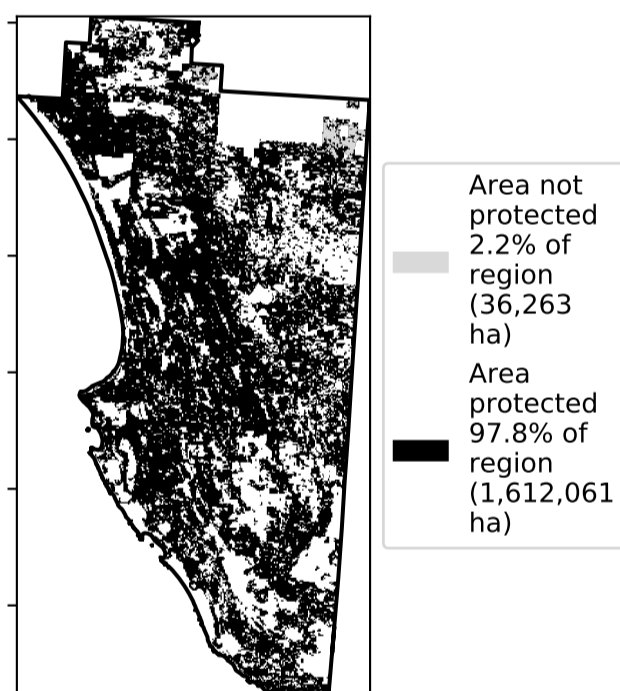 Area not
protected
2.2% of
region
(36,263
ha)
Area
protected
97.8% of
region
(1,612,061
ha)